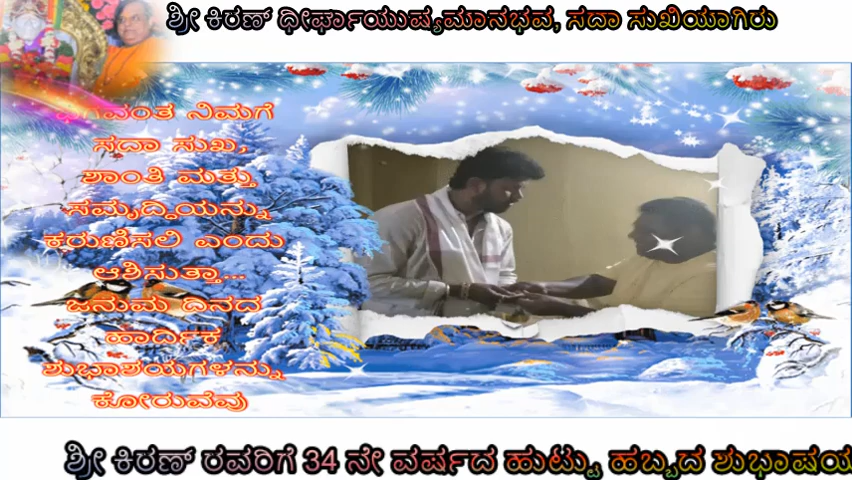 ಶ್ರೀ ಕಿರಣ್ ಧೀರ್ಘಾಯುಷ್ಯಮಾನಭವ, ಸದಾ ಸುಖಿಯಾಗಿರು
ನಿಮಗೆ
ಸದಾ ಸುಖ,
ಶಾಂತಿ ಮತ್ತು
ಸಮೃದ್ಧಿಯನ್ನು
ಕರುಣಿಸಲಿ ಎಂದು
ಆಶಿಸುತ್ತಾ...
ಜನುಮ ದಿನದ
ಹಾರ್ದಿಕ
ಶುಭಾಶಯಗಳನ್ನು
ಕೋರುವವು
ಶ್ರೀ ಕಿರಣ್ ರವರಿಗೆ 34 ನೇ ವರ್ಷದ ಹುಟ್ಟು ಹಬ್ಬದ